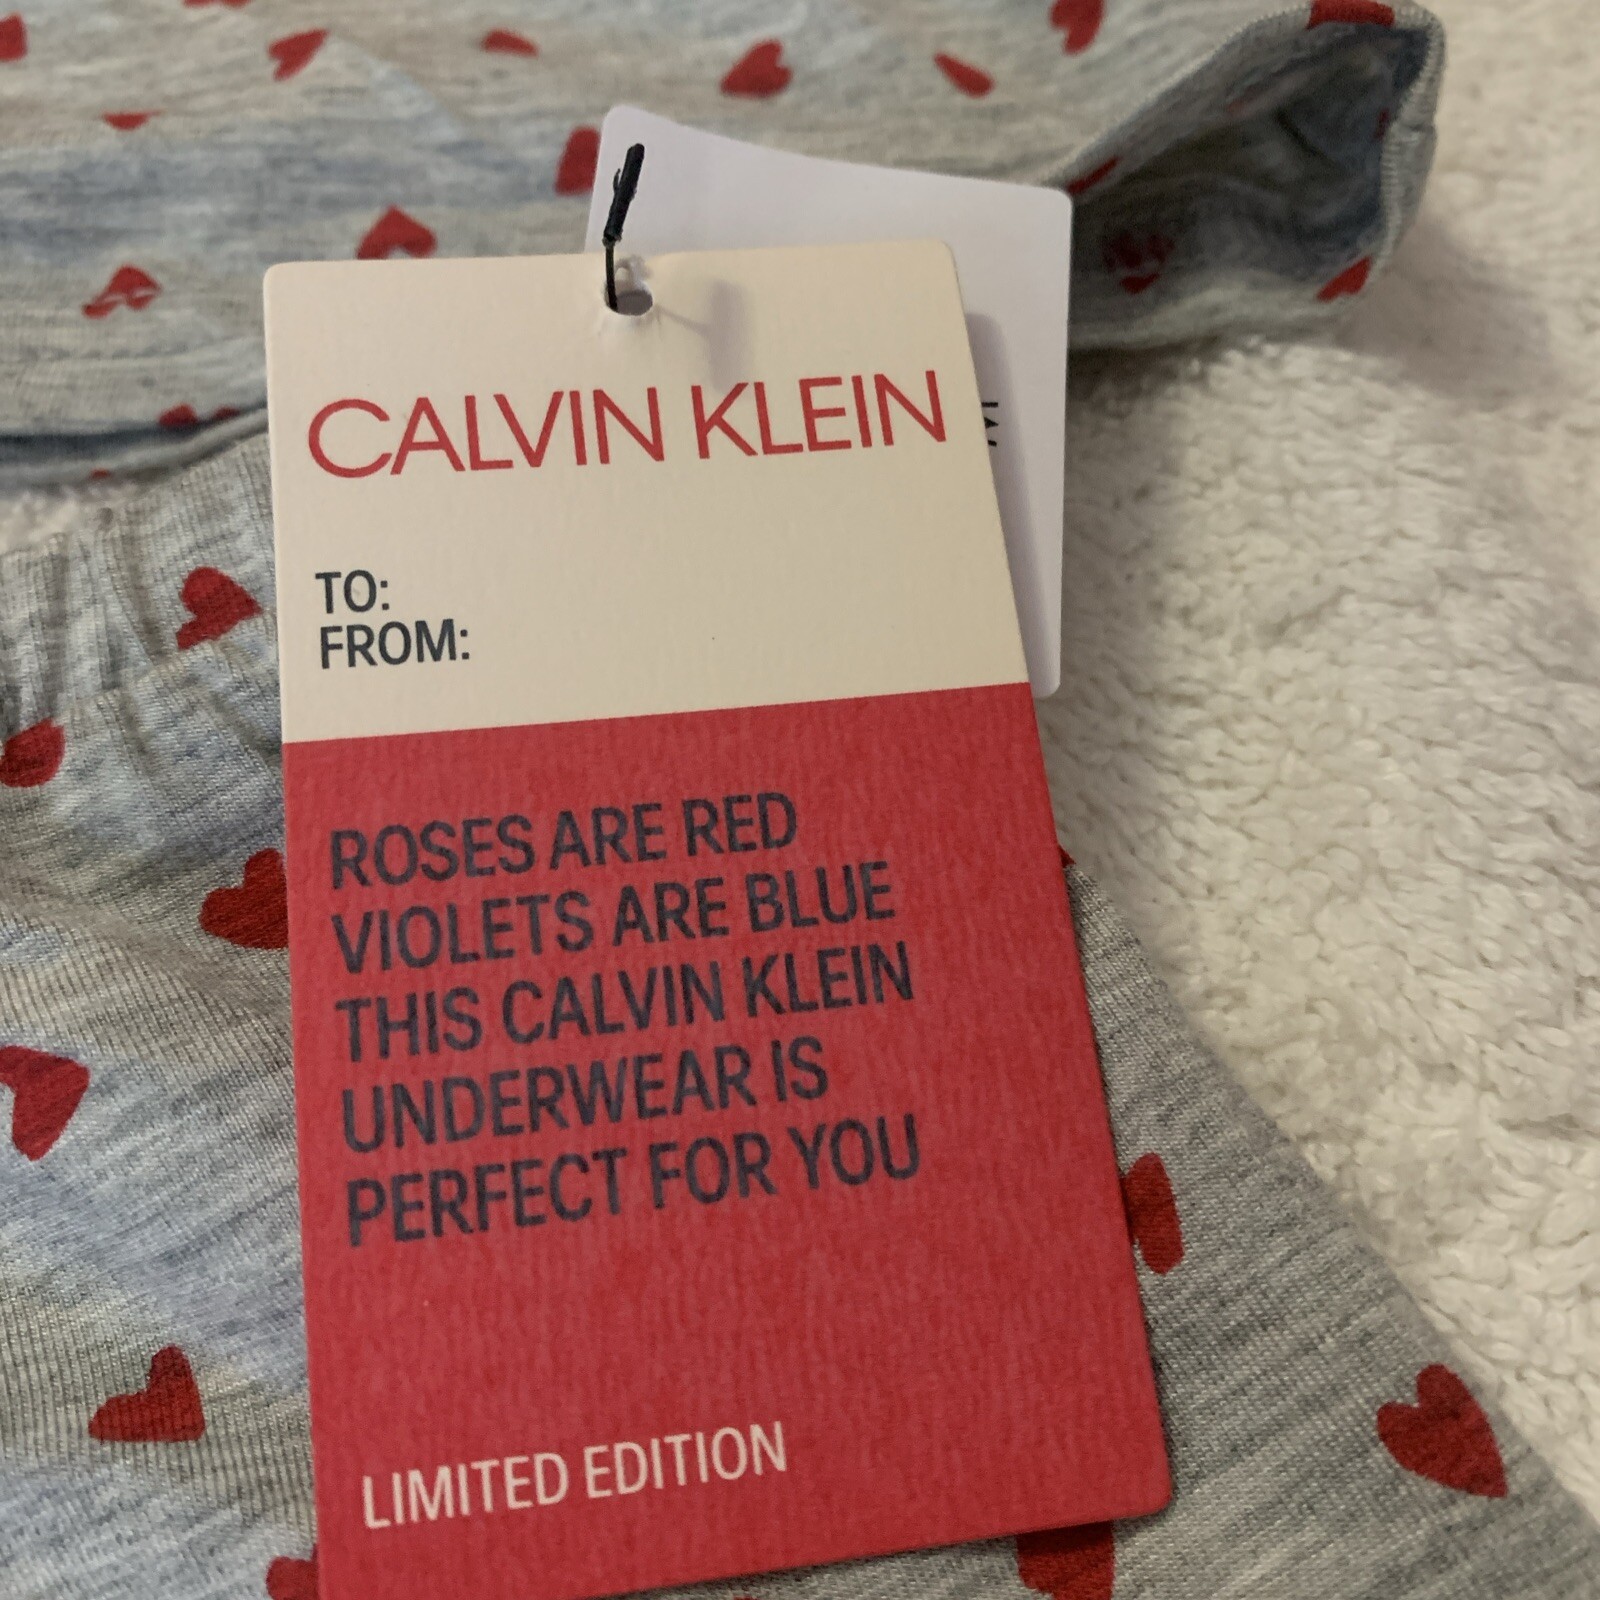 CALVIN KLEIN
TO:
FROM:
ROSES ARE RED
VIOLETS ARE BLUE
THIS CALVIN KLEIN
UNDERWEAR IS
PERFECT FOR YOU
LIMITED EDITION